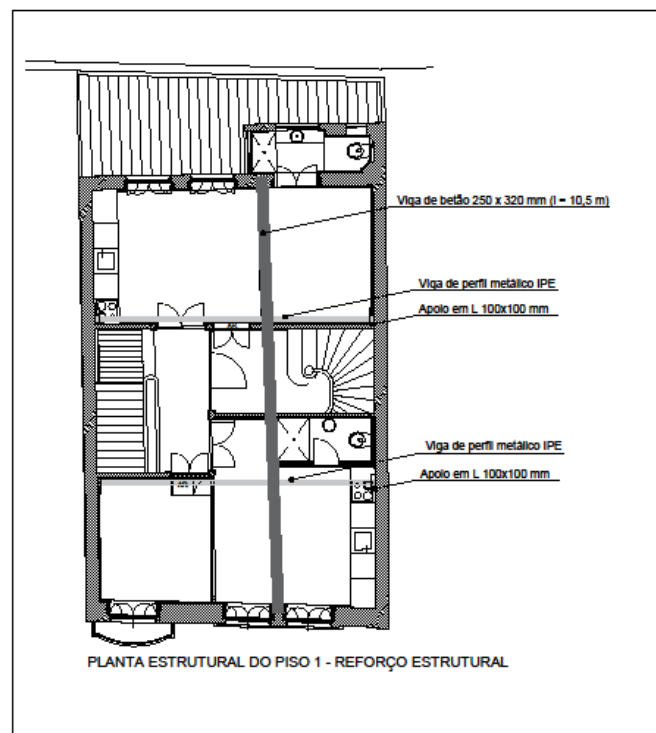 Viga de betão 250 x 320 mm (l = 10,5 m)
Viga de perfil metálico IPE
Apoio em L 100x100 mm
Viga de perfil metálico IPE
Apoio em L 100x100 mm
PLANTA ESTRUTURAL DO PISO 1 - REFORÇO ESTRUTURAL